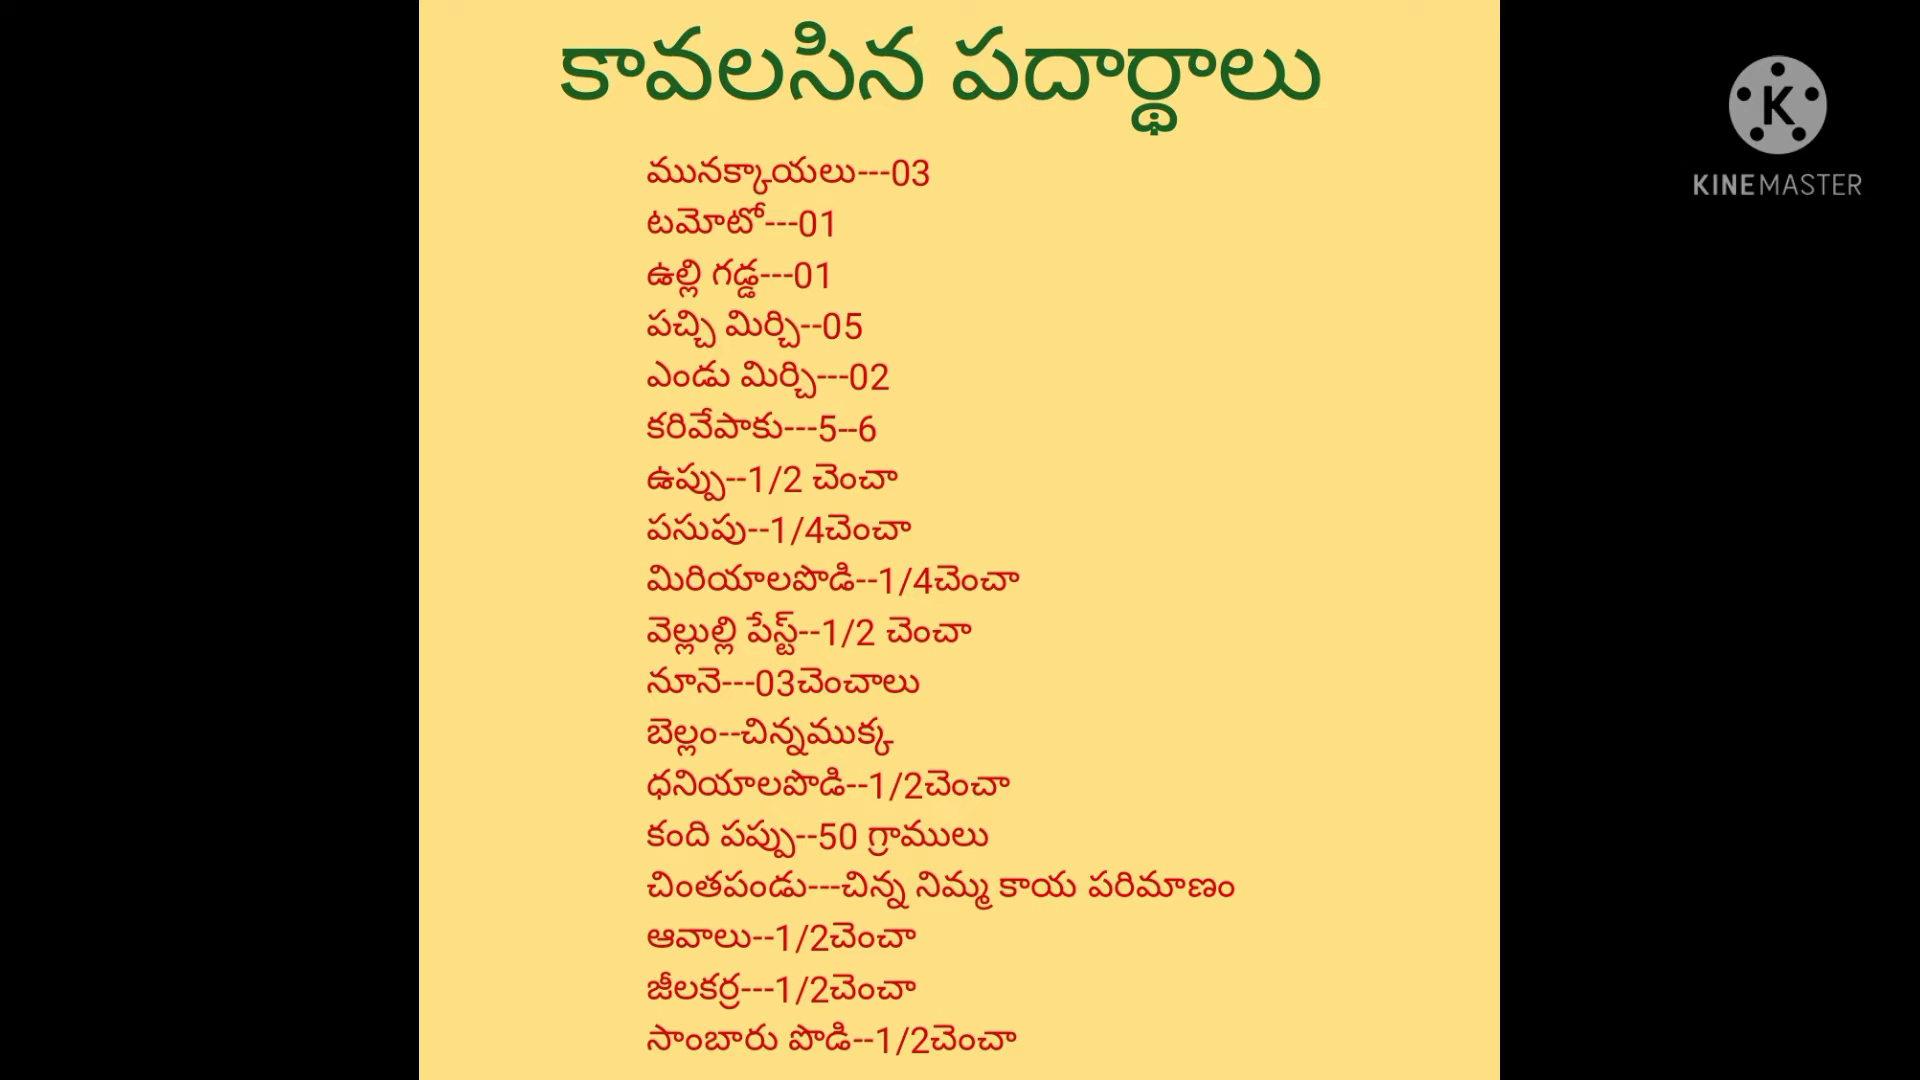 కావలసిన పదార్థాలు
KINEMASTER
మునక్కాయలు---03
టమోటో---01
ఉల్లి గడ్డ---01
పచ్చి మిర్చి--05
ఎండు మిర్చి---02
కరివేపాకు---5--6
ఉప్పు--1/2 చెంచా
పసుపు--1/4చెంచా
మిరియాలపొడి--1/4చెంచా
వెల్లుల్లి పేస్ట్--1/2 చెంచా
నూనె---03చెంచాలు
బెల్లం--చిన్నముక్క
ధనియాలపొడి--1/2చెంచా
కంది పప్పు--50 గ్రాములు
చింతపండు---చిన్న నిమ్మ కాయ పరిమాణం
ఆవాలు--1/2చెంచా
జీలకర్ర---1/2చెంచా
సాంబారు పొడి--1/2చెంచా